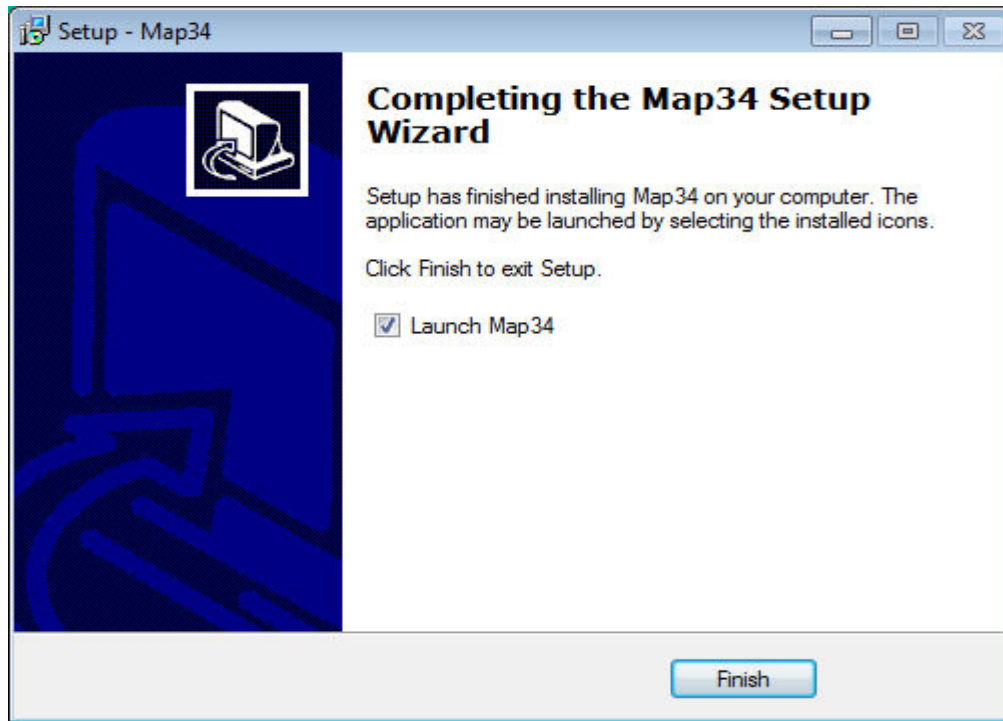 Setup - Map34
Completing the Map34 Setup
Wizard
Setup has finished installing Map34 on your computer. The
application may be launched by selecting the installed icons.
Click Finish to exit Setup.
Launch Map34
Finish